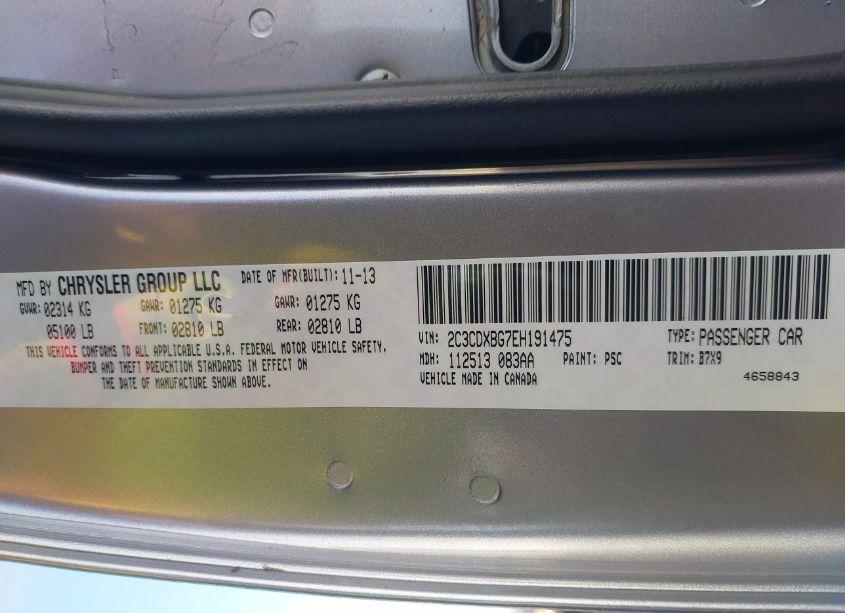 MFD BY CHRYSLER GROUP LLC DATE OF MFR(BUILT): 11-13
GVWR: 02314 KG GAWR: 01275 KG GAWR: 01275 KG
05100 LB FRONT: 02810 LB REAR: 02810 LB
THIS VEHICLE CONFORMS TO ALL APPLICABLE U.S.A. FEDERAL MOTOR VEHICLE SAFETY,
BUMPER AND THEFT PREVENTION STANDARDS IN EFFECT ON
THE DATE OF MANUFACTURE SHOWN ABOVE.
VIN: 2C3CDXBG7EH191475 TYPE: PASSENGER CAR
MDH: 112513 083AA PAINT: PSC TRIM: B7X9
VEHICLE MADE IN CANADA 4658843